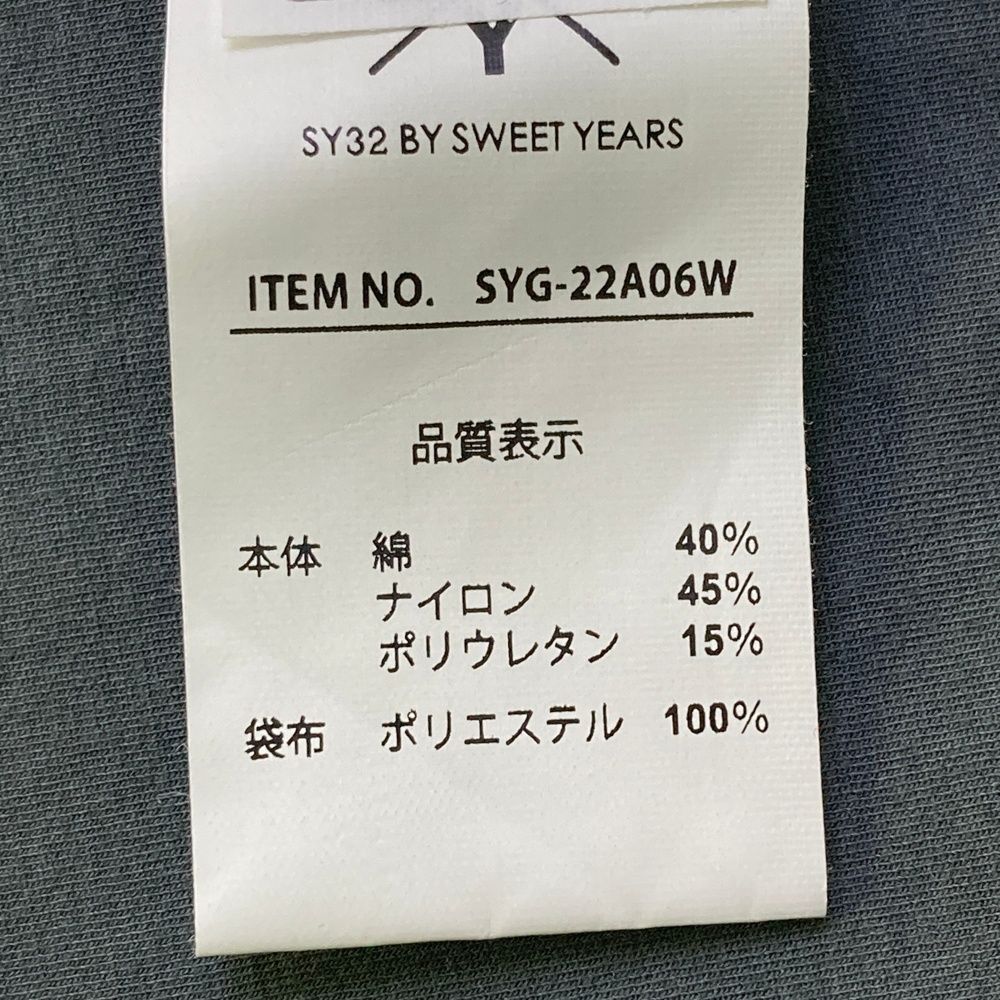 SY32 BY SWEET YEARS
ITEM NO. SYG-22A06W
品質表示
本体 綿 40%
ナイロン 45%
ポリウレタン 15%
袋布 ポリエステル 100%